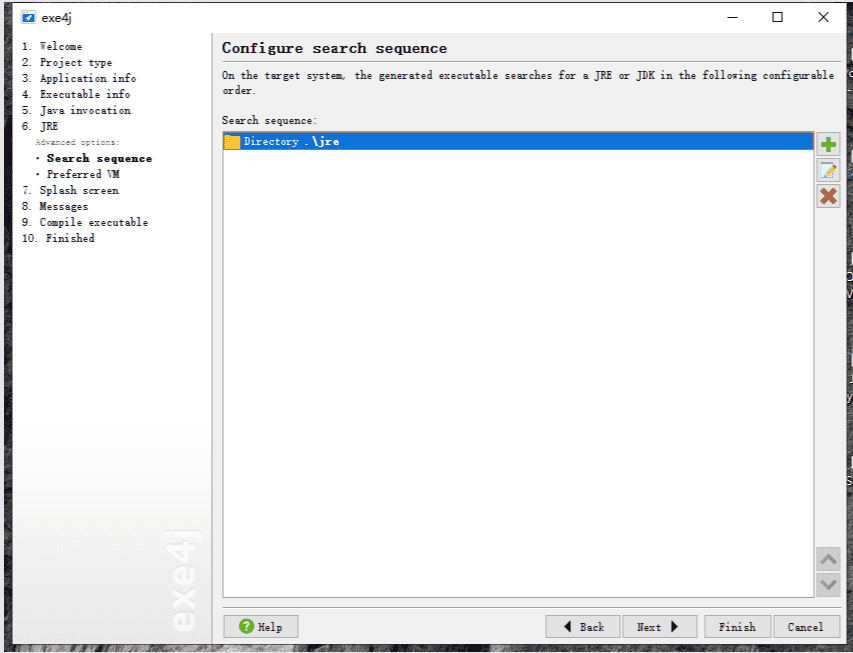 exe4j
1. Welcome
2. Project type
3. Application info
4. Executable info
5. Java invocation
6. JRE
Advanced options:
· Search sequence
· Preferred VM
7. Splash screen
8. Messages
9. Compile executable
10. Finished
exe4j
Configure search sequence
On the target system, the generated executable searches for a JRE or JDK in the following configurable
order.
Search sequence:
Directory .\jre
Help
Back
Next
Finish
Cancel